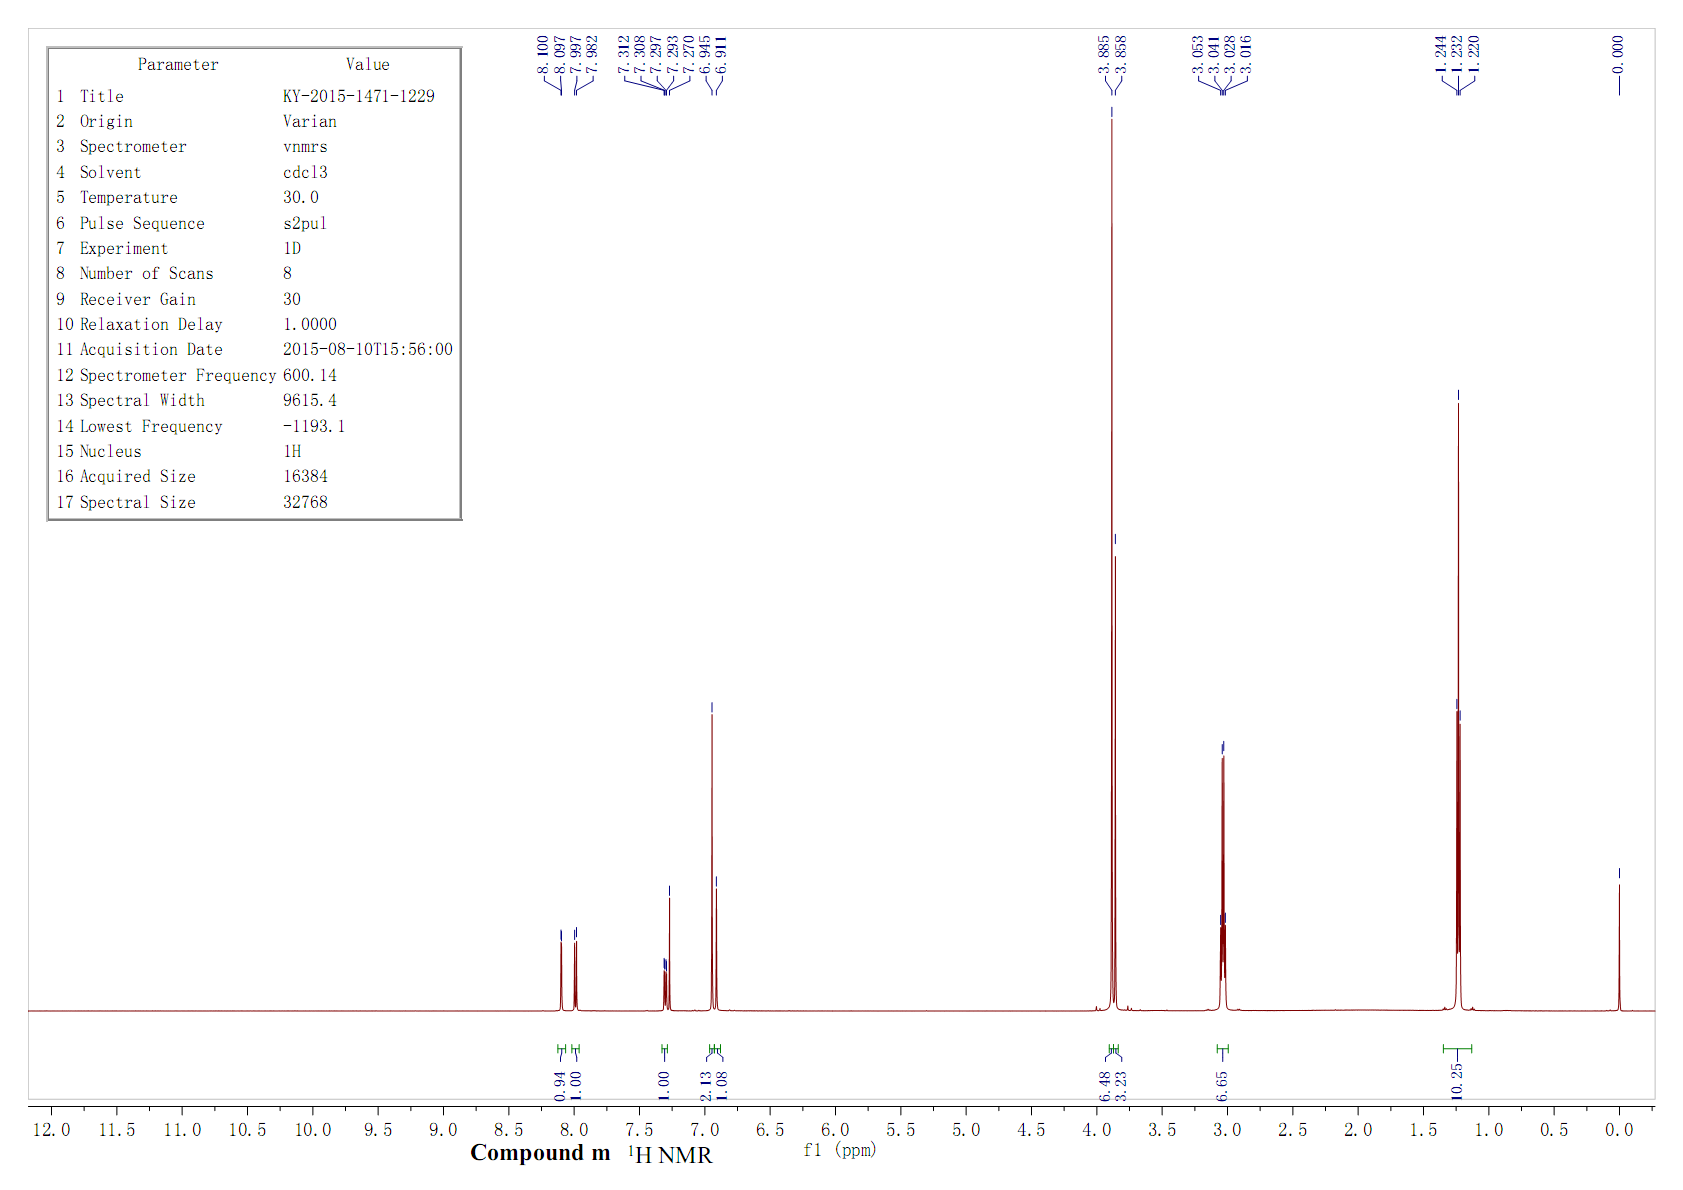 8.100
8.097
7.997
7.982
7.312
7.308
7.297
7.293
7.270
6.945
6.911
3.885
3.858
3.053
3.041
3.028
3.016
1.244
1.232
1.220
0.000
Parameter Value
1 Title KY-2015-1471-1229
2 Origin Varian
3 Spectrometer vnmrs
4 Solvent cdcl3
5 Temperature 30.0
6 Pulse Sequence s2pul
7 Experiment 1D
8 Number of Scans 8
9 Receiver Gain 30
10 Relaxation Delay 1.0000
11 Acquisition Date 2015-08-10T15:56:00
12 Spectrometer Frequency 600.14
13 Spectral Width 9615.4
14 Lowest Frequency -1193.1
15 Nucleus 1H
16 Acquired Size 16384
17 Spectral Size 32768
0.94
1.00
1.00
2.13
1.08
6.48
3.23
6.65
10.25
12.0 11.5 11.0 10.5 10.0 9.5 9.0 8.5 8.0 7.5 7.0 6.5 6.0 5.5 5.0 4.5 4.0 3.5 3.0 2.5 2.0 1.5 1.0 0.5 0.0
f1 (ppm)
Compound m ¹H NMR